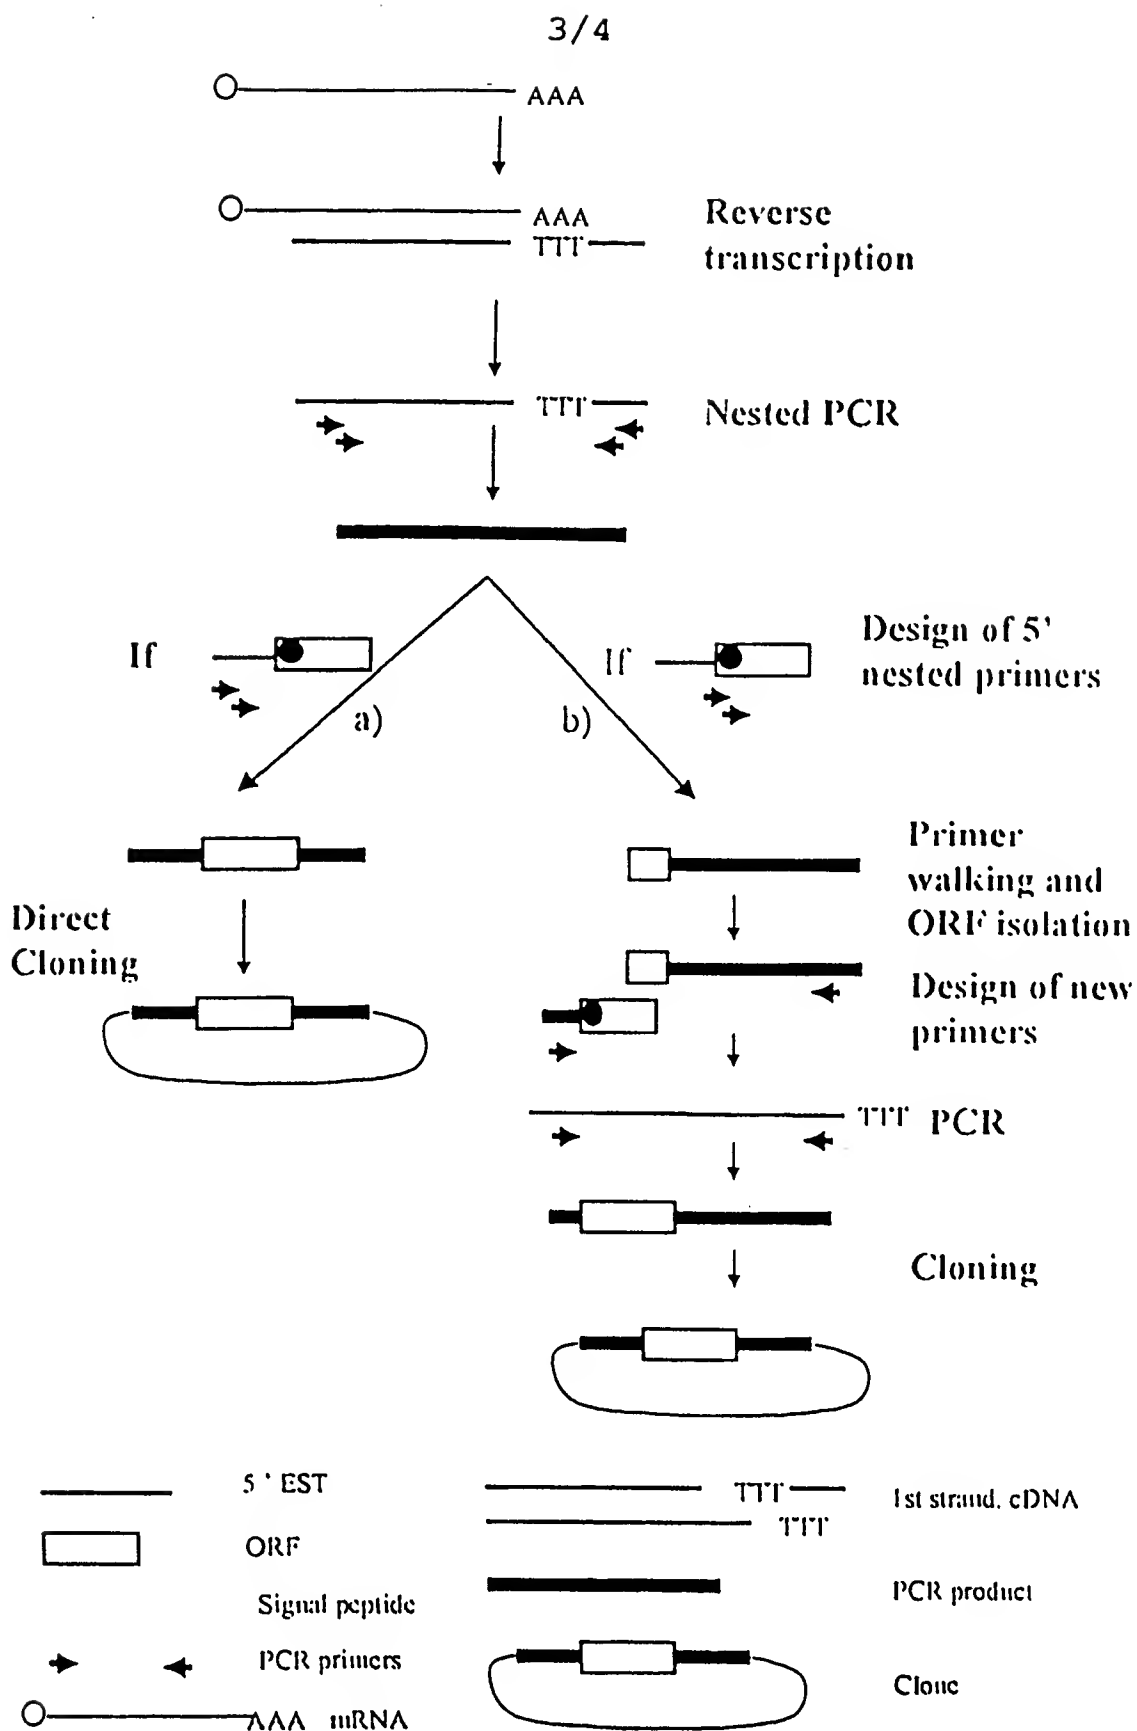 3/4
AAA
AAA
TTT
Reverse
transcription
TTT
Nested PCR
If
If
Design of 5'
nested primers
a)
b)
Direct
Cloning
Primer
walking and
ORF isolation
Design of new
primers
TTT
PCR
Cloning
5 ' EST
ORF
Signal peptide
PCR primers
AAA mRNA
TTT
TTT
1st strand. cDNA
PCR product
Clone